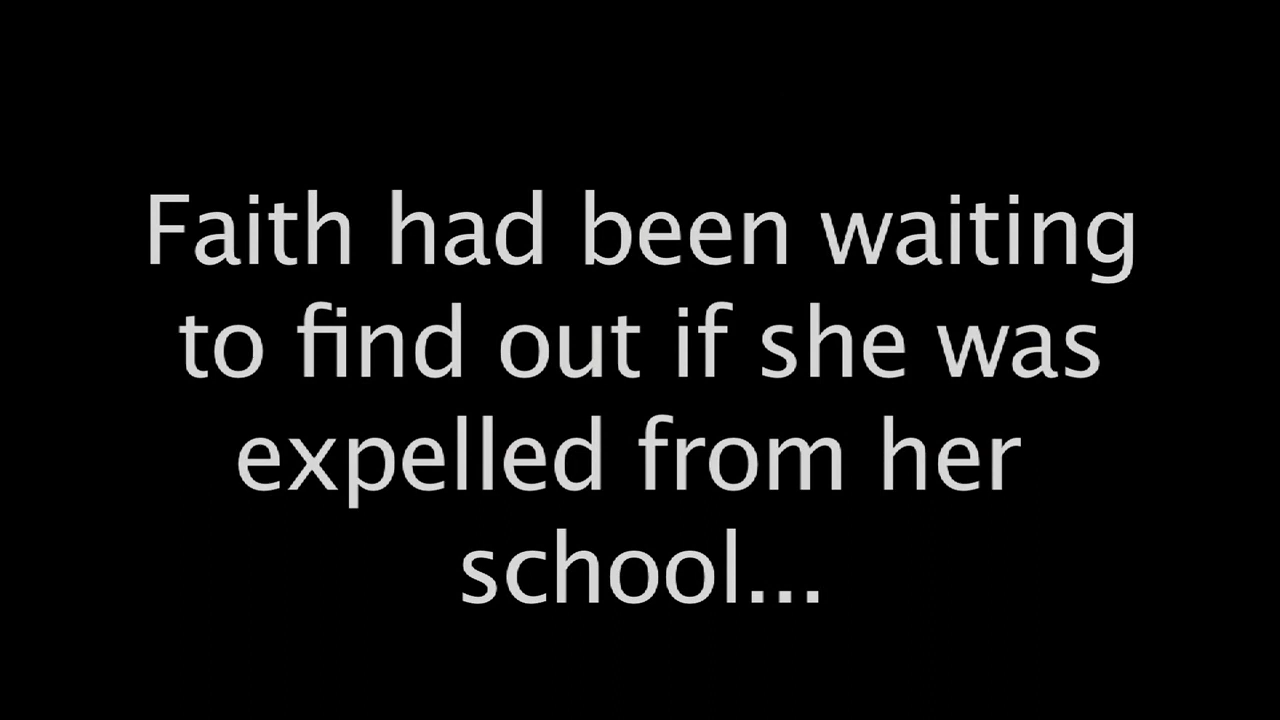 Faith had been waiting
to find out if she was
expelled from her
school...